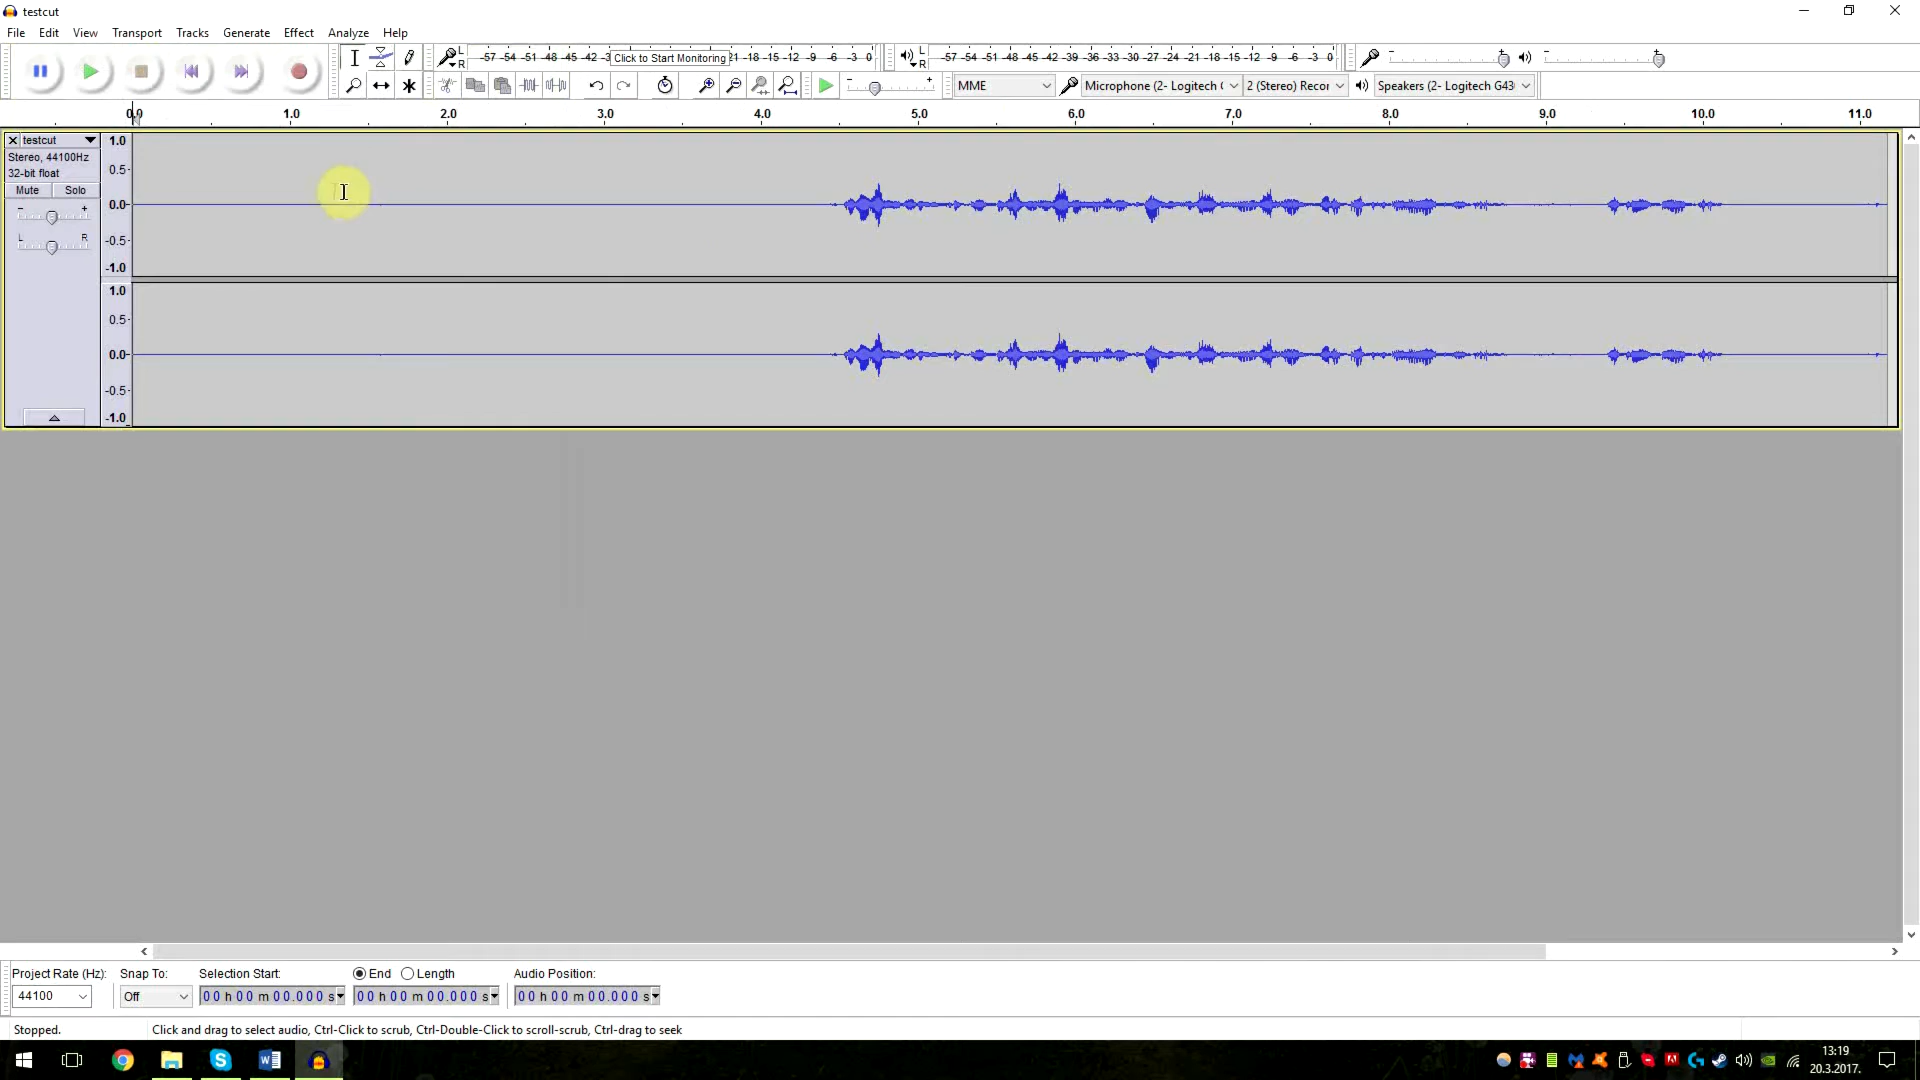 testcut
File Edit View Transport Tracks Generate Effect Analyze Help
L R -57 -54 -51 -48 -45 -42 -3 Click to Start Monitoring 21 -18 -15 -12 -9 -6 -3 0 L R -57 -54 -51 -48 -45 -42 -39 -36 -33 -30 -27 -24 -21 -18 -15 -12 -9 -6 -3 0
MME Microphone (2- Logitech ( 2 (Stereo) Recor Speakers (2- Logitech G43
0,0 1.0 2.0 3.0 4.0 5.0 6.0 7.0 8.0 9.0 10.0 11.0
testcut
Stereo, 44100Hz
32-bit float
Mute Solo
- +
L R
1.0
0.5-
0.0-
-0.5-
-1.0
1.0
0.5-
0.0-
-0.5-
-1.0
Project Rate (Hz): Snap To: Selection Start: End Length Audio Position:
44100 Off 00 h 00 m 00.000 s 00 h 00 m 00.000 s 00 h 00 m 00.000 s
Stopped. Click and drag to select audio, Ctrl-Click to scrub, Ctrl-Double-Click to scroll-scrub, Ctrl-drag to seek
13:19
20.3.2017.